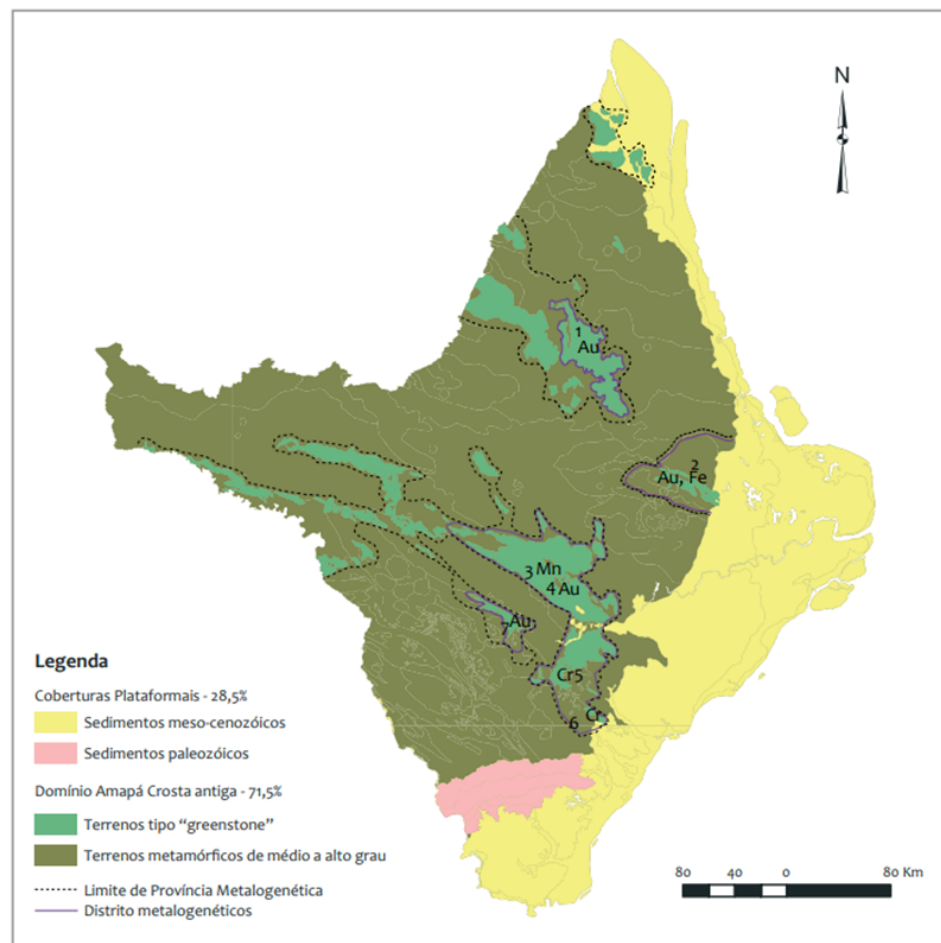 N
1
Au
2
Au, Fe
3 Mn
4 Au
7 Au
Cr5
6 Cr
Legenda
Coberturas Plataformais - 28,5%
Sedimentos meso-cenozóicos
Sedimentos paleozóicos
Domínio Amapá Crosta antiga - 71,5%
Terrenos tipo “greenstone”
Terrenos metamórficos de médio a alto grau
Limite de Província Metalogenética
Distrito metalogenéticos
80 40 0 80 Km